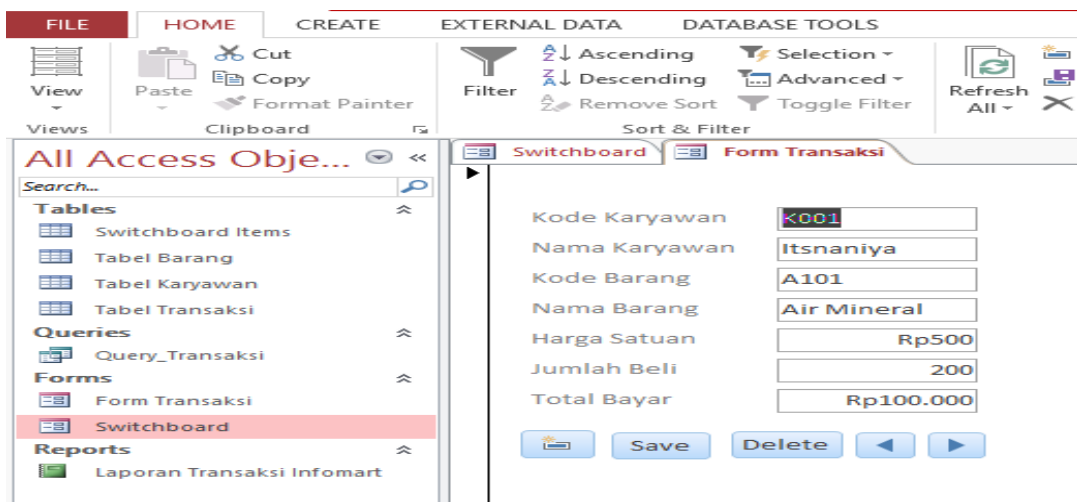 FILE HOME CREATE EXTERNAL DATA DATABASE TOOLS
View
Views
Paste
Cut
Copy
Format Painter
Clipboard
Filter
Ascending
Descending
Remove Sort
Selection
Advanced
Toggle Filter
Sort & Filter
Refresh
All
All Access Obje...
Search...
Tables
Switchboard Items
Tabel Barang
Tabel Karyawan
Tabel Transaksi
Queries
Query_Transaksi
Forms
Form Transaksi
Switchboard
Reports
Laporan Transaksi Infomart
Switchboard Form Transaksi
Kode Karyawan K001
Nama Karyawan Itsnaniya
Kode Barang A101
Nama Barang Air Mineral
Harga Satuan Rp500
Jumlah Beli 200
Total Bayar Rp100.000
Save Delete